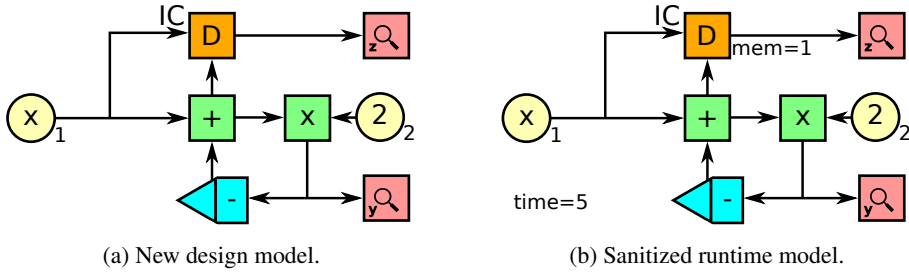 IC
D
z
mem=1
x
1
+
x
2
2
-
y
(a) New design model.
IC
D
z
x
1
+
x
2
2
time=5
-
y
(b) Sanitized runtime model.